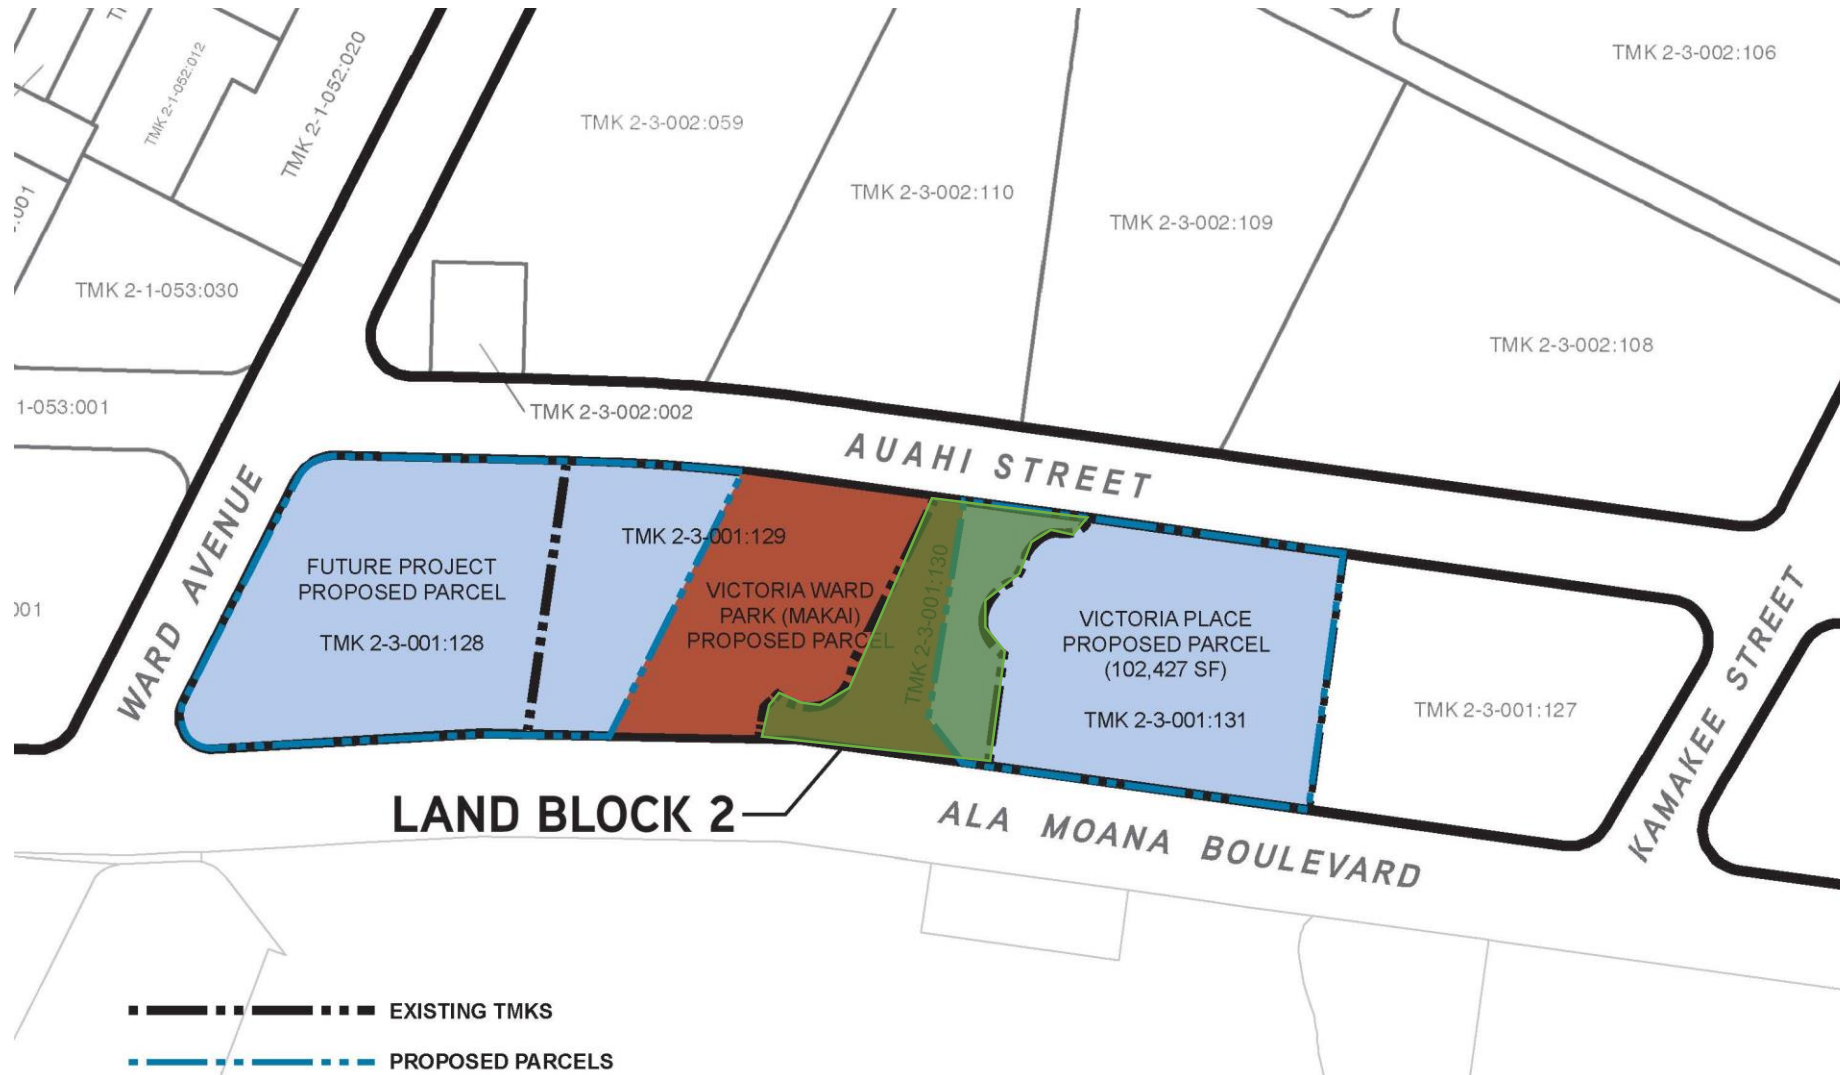 TMK 2-1-052:012
TMK 2-1-052:020
TMK 2-3-002:106
TMK 2-3-002:059
TMK 2-3-002:110
TMK 2-3-002:109
TMK 2-1-053:030
TMK 2-3-002:108
1-053:001
TMK 2-3-002:002
AUAHI STREET
WARD AVENUE
FUTURE PROJECT
PROPOSED PARCEL
TMK 2-3-001:128
TMK 2-3-001:129
VICTORIA WARD
PARK (MAKAI)
PROPOSED PARCEL
TMK 2-3-001:130
VICTORIA PLACE
PROPOSED PARCEL
(102,427 SF)
TMK 2-3-001:131
TMK 2-3-001:127
KAMAKEE STREET
LAND BLOCK 2
ALA MOANA BOULEVARD
EXISTING TMKS
PROPOSED PARCELS